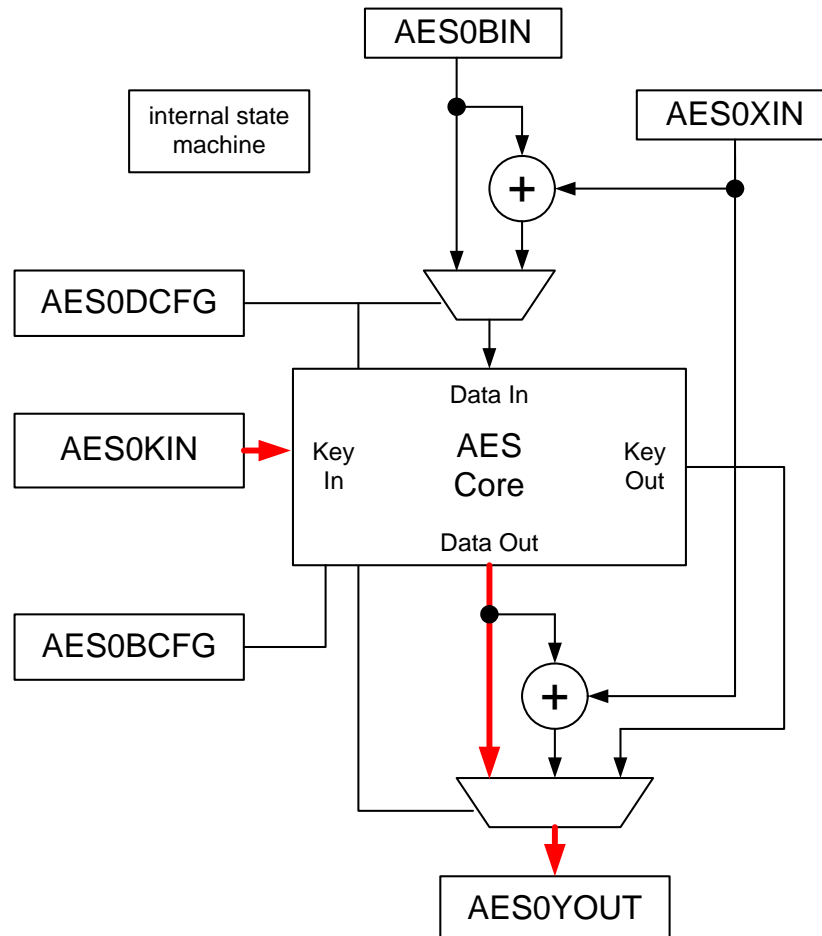 AES0BIN
internal state
machine
AES0XIN
+
AES0DCFG
Data In
AES0KIN
Key
In
AES
Core
Key
Out
Data Out
AES0BCFG
+
AES0YOUT